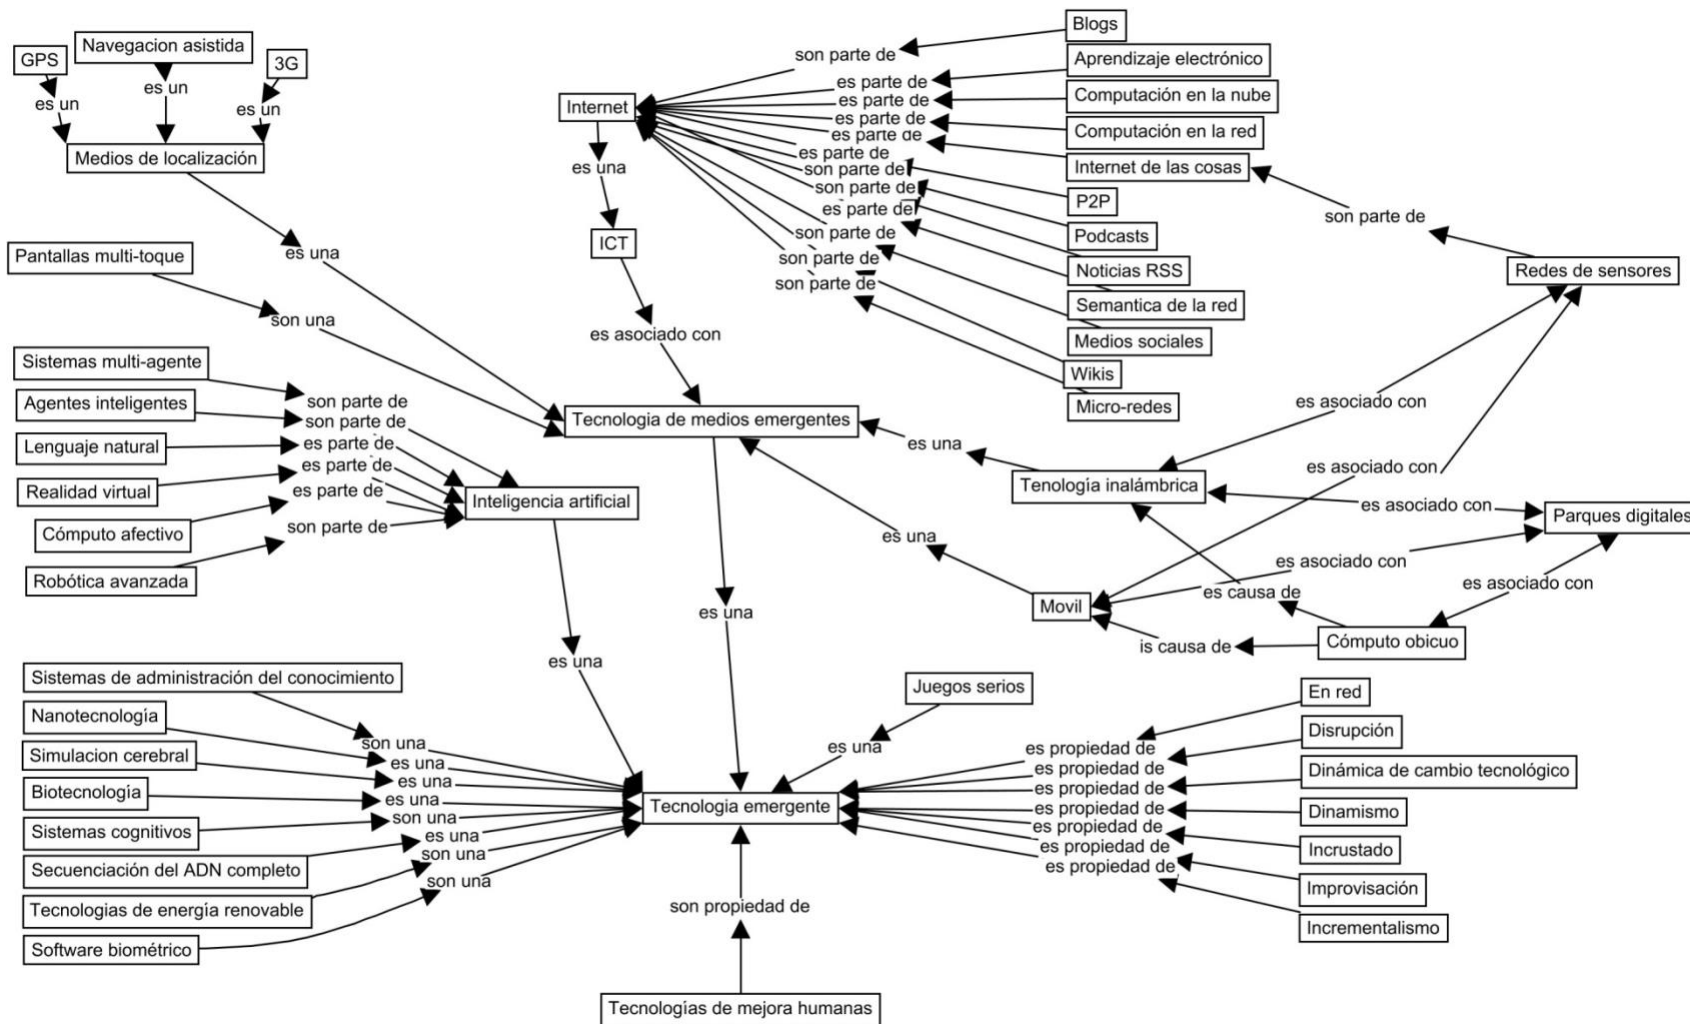 GPS
Navegacion asistida
3G
es un
es un
es un
Medios de localización
es una
Pantallas multi-toque
son una
Internet
es una
ICT
es asociado con
Tecnologia de medios emergentes
Blogs
Aprendizaje electrónico
Computación en la nube
Computación en la red
Internet de las cosas
P2P
Podcasts
Noticias RSS
Semantica de la red
Medios sociales
Wikis
Micro-redes
son parte de
es parte de
es parte de
es parte de
es parte de
es parte de
son parte de
son parte de
es parte de
son parte de
son parte de
son parte de
son parte de
Redes de sensores
es asociado con
es asociado con
es una
Tenología inalámbrica
es asociado con
Parques digitales
es asociado con
es asociado con
es una
Movil
es causa de
is causa de
Cómputo obicuo
Sistemas multi-agente
Agentes inteligentes
Lenguaje natural
Realidad virtual
Cómputo afectivo
Robótica avanzada
son parte de
son parte de
es parte de
es parte de
es parte de
son parte de
Inteligencia artificial
es una
es una
Sistemas de administración del conocimiento
Nanotecnología
Simulacion cerebral
Biotecnología
Sistemas cognitivos
Secuenciación del ADN completo
Tecnologias de energía renovable
Software biométrico
son una
es una
es una
es una
son una
es una
son una
son una
Tecnologia emergente
Juegos serios
es una
En red
Disrupción
Dinámica de cambio tecnológico
Dinamismo
Incrustado
Improvisación
Incrementalismo
es propiedad de
es propiedad de
es propiedad de
es propiedad de
es propiedad de
es propiedad de
es propiedad de
son propiedad de
Tecnologías de mejora humanas